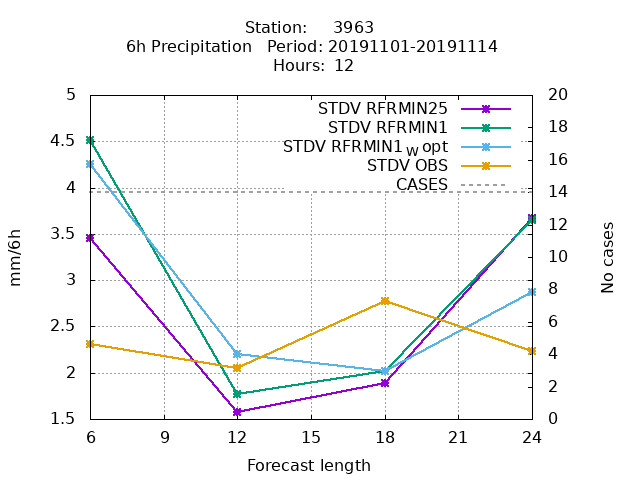 Station: 3963
6h Precipitation Period: 20191101-20191114
Hours: 12
STDV RFRMIN25
STDV RFRMIN1
STDV RFRMIN1Wopt
STDV OBS
CASES
mm/6h
5
4.5
4
3.5
3
2.5
2
1.5
20
18
16
14
12
10
8
6
4
2
0
No cases
6 9 12 15 18 21 24
Forecast length